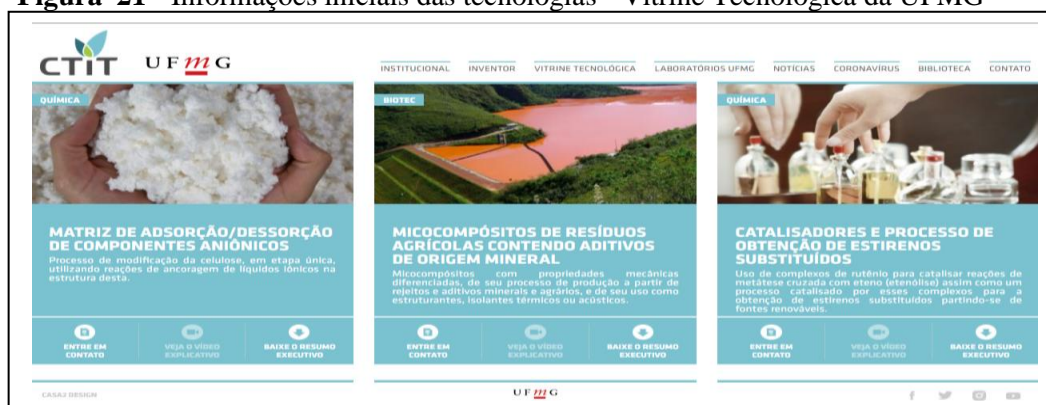 Figura 21 - Informações iniciais das tecnologias - Vitrine Tecnológica da UFMG
CTIT UFMG
INSTITUCIONAL INVENTOR VITRINE TECNOLÓGICA LABORATÓRIOS UFMG NOTÍCIAS CORONAVÍRUS BIBLIOTECA CONTATO
QUÍMICA
MATRIZ DE ADSORÇÃO/DESSORÇÃO
DE COMPONENTES ANIÔNICOS
Processo de modificação da celulose, em etapa única,
utilizando reações de ancoragem de líquidos iônicos na
estrutura desta.
ENTRE EM
CONTATO
VEJA O VÍDEO
EXPLICATIVO
BAIXE O RESUMO
EXECUTIVO
BIOTEC
MICOCOMPÓSITOS DE RESÍDUOS
AGRÍCOLAS CONTENDO ADITIVOS
DE ORIGEM MINERAL
Micocompósitos com propriedades mecânicas
diferenciadas, de seu processo de produção a partir de
rejeitos e aditivos minerais e agrários, e de seu uso como
estruturantes, isolantes térmicos ou acústicos.
ENTRE EM
CONTATO
VEJA O VÍDEO
EXPLICATIVO
BAIXE O RESUMO
EXECUTIVO
QUÍMICA
CATALISADORES E PROCESSO DE
OBTENÇÃO DE ESTIRENOS
SUBSTITUÍDOS
Uso de complexos de rutênio para catalisar reações de
metátese cruzada com eteno (etenólise) assim como um
processo catalisado por esses complexos para a
obtenção de estirenos substituídos partindo-se de
fontes renováveis.
ENTRE EM
CONTATO
VEJA O VÍDEO
EXPLICATIVO
BAIXE O RESUMO
EXECUTIVO
CASA2 DESIGN
UFMG